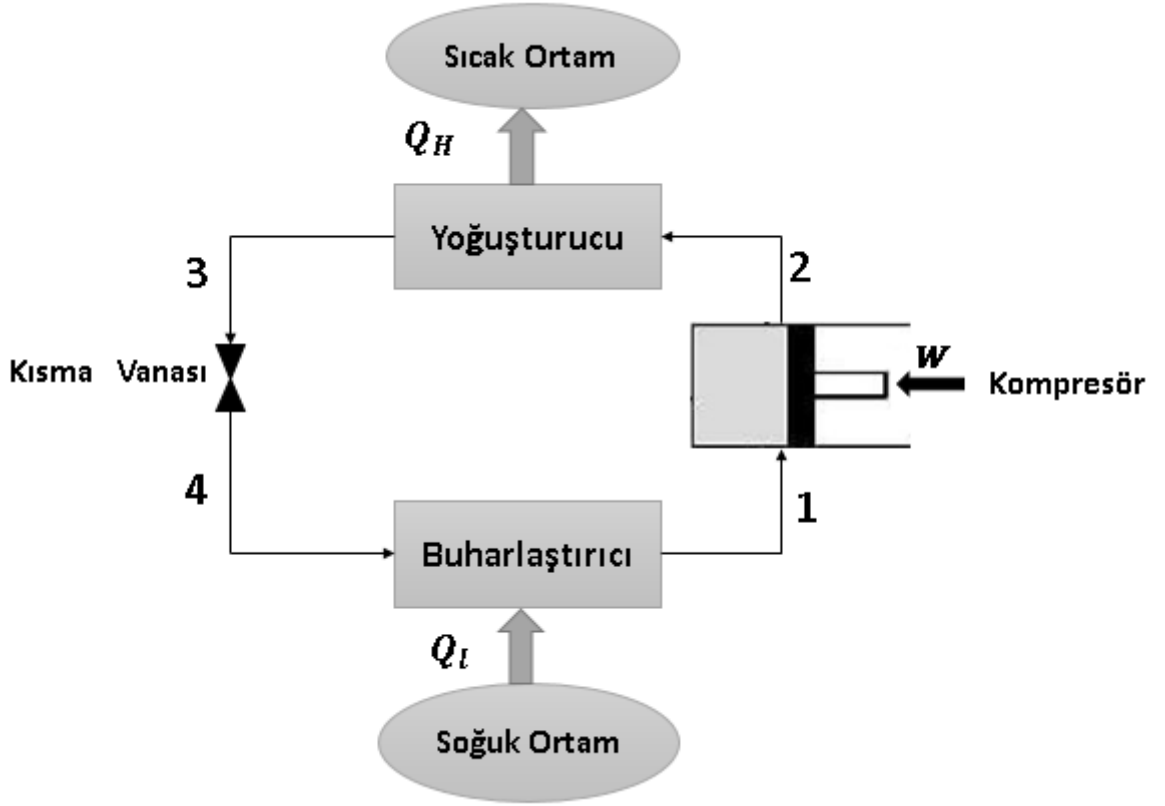 Sıcak Ortam
Q_H
Yoğuşturucu
3
2
Kısma Vanası
W
Kompresör
4
1
Buharlaştırıcı
Q_l
Soğuk Ortam